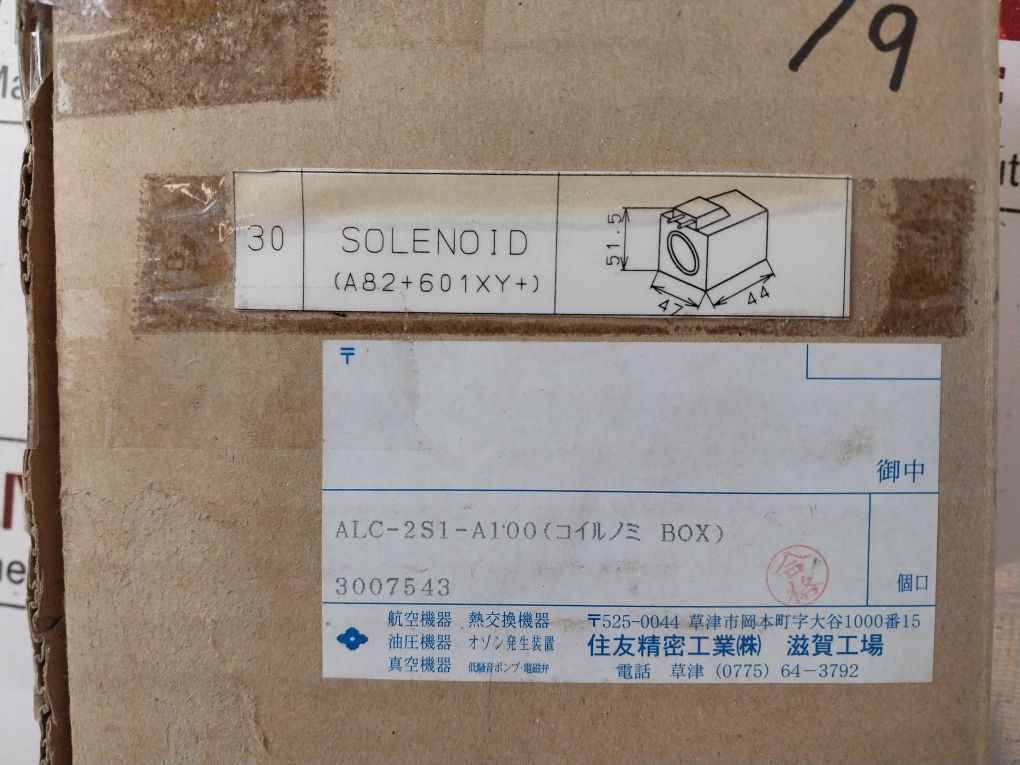 /9
30
SOLENOID
(A82+601XY+)
51.5
47
44
〒
御中
ALC-2S1-A100(コイルノミ BOX)
3007543
合格
個口
航空機器 熱交換機器
油圧機器 オゾン発生装置
真空機器 低騒音ポンプ・電磁弁
〒525-0044 草津市岡本町字大谷1000番15
住友精密工業㈱ 滋賀工場
電話 草津 (0775) 64-3792